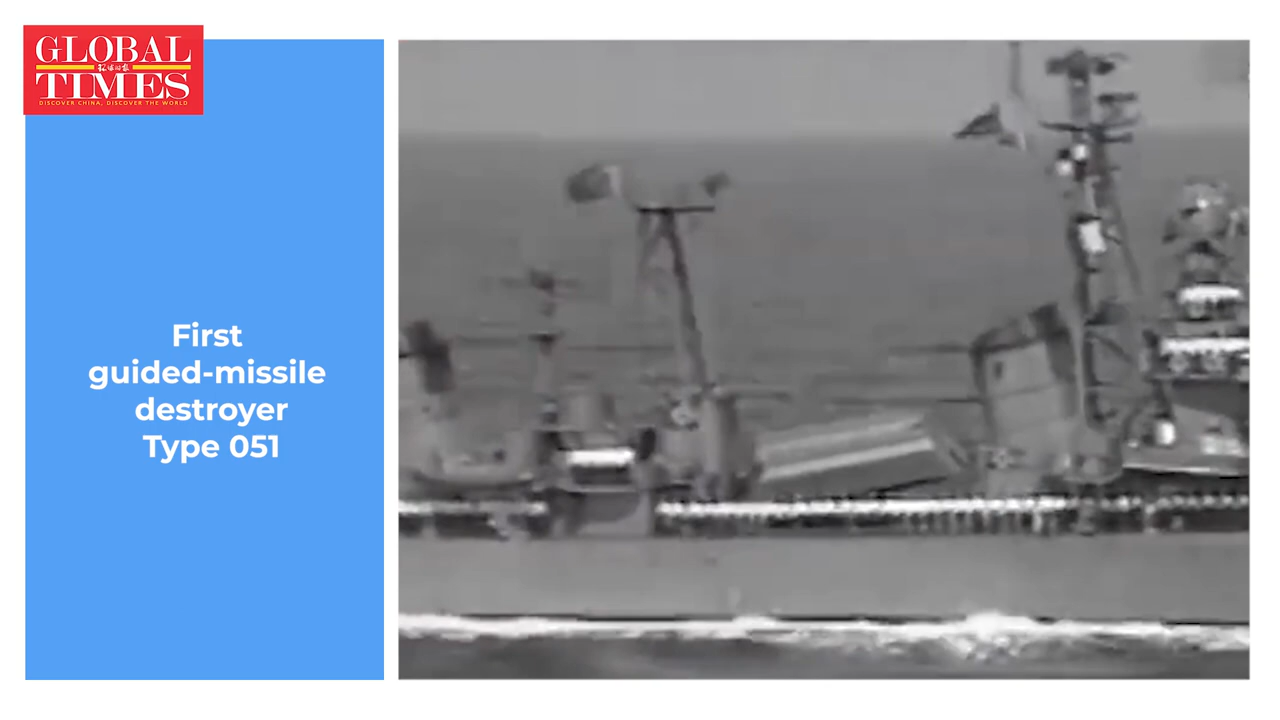 GLOBAL
环球时报
TIMES
DISCOVER CHINA, DISCOVER THE WORLD
First
guided-missile
destroyer
Type 051